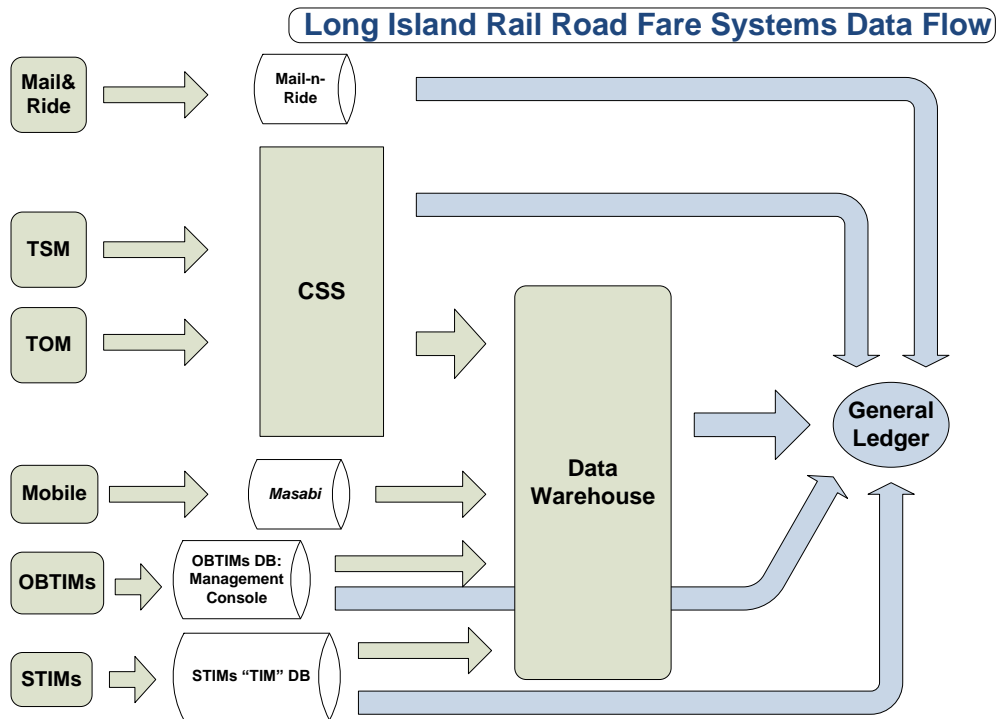 Long Island Rail Road Fare Systems Data Flow
Mail&
Ride
Mail-n-
Ride
TSM
CSS
TOM
General
Ledger
Data
Warehouse
Mobile
Masabi
OBTIMs
OBTIMs DB:
Management
Console
STIMs
STIMs “TIM” DB